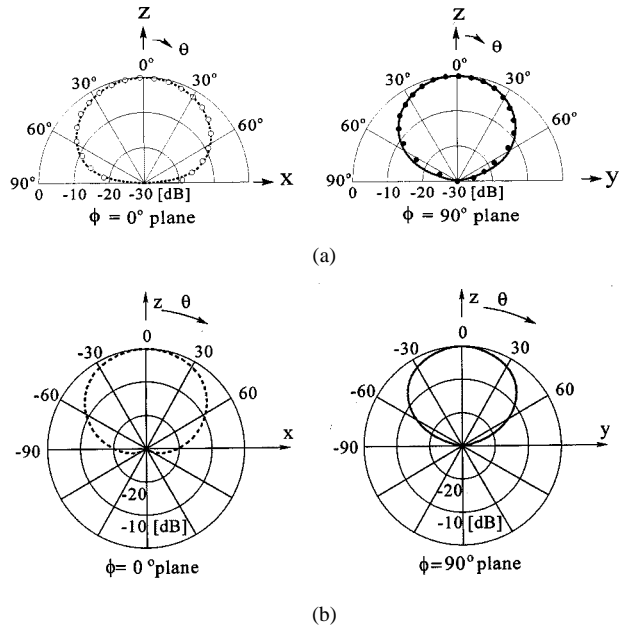 z
θ
0°
30°
30°
60°
60°
90°
x
0 -10 -20 -30 [dB]
ϕ = 0° plane
z
θ
0°
30°
30°
60°
60°
90°
y
0 -10 -20 -30 [dB]
ϕ = 90° plane
(a)
z θ
0
-30 30
-60 60
-90 x
-20
-10 [dB]
ϕ= 0 °plane
z θ
0
-30 30
-60 60
-90 y
-20
-10 [dB]
ϕ=90° plane
(b)